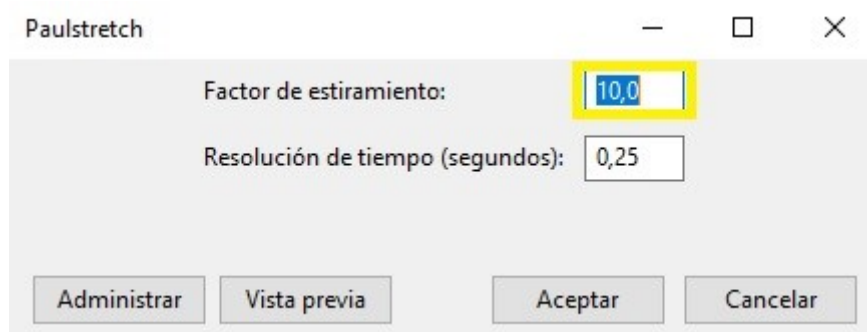 Paulstretch
Factor de estiramiento: 10,0
Resolución de tiempo (segundos): 0,25
Administrar Vista previa Aceptar Cancelar